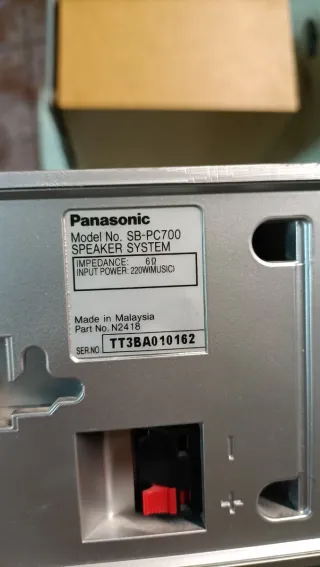 Panasonic
Model No. SB-PC700
SPEAKER SYSTEM
IMPEDANCE: 6Ω
INPUT POWER: 220W(MUSIC)
Made in Malaysia
Part No. N2418
SER.NO TT3BA010162
−
+